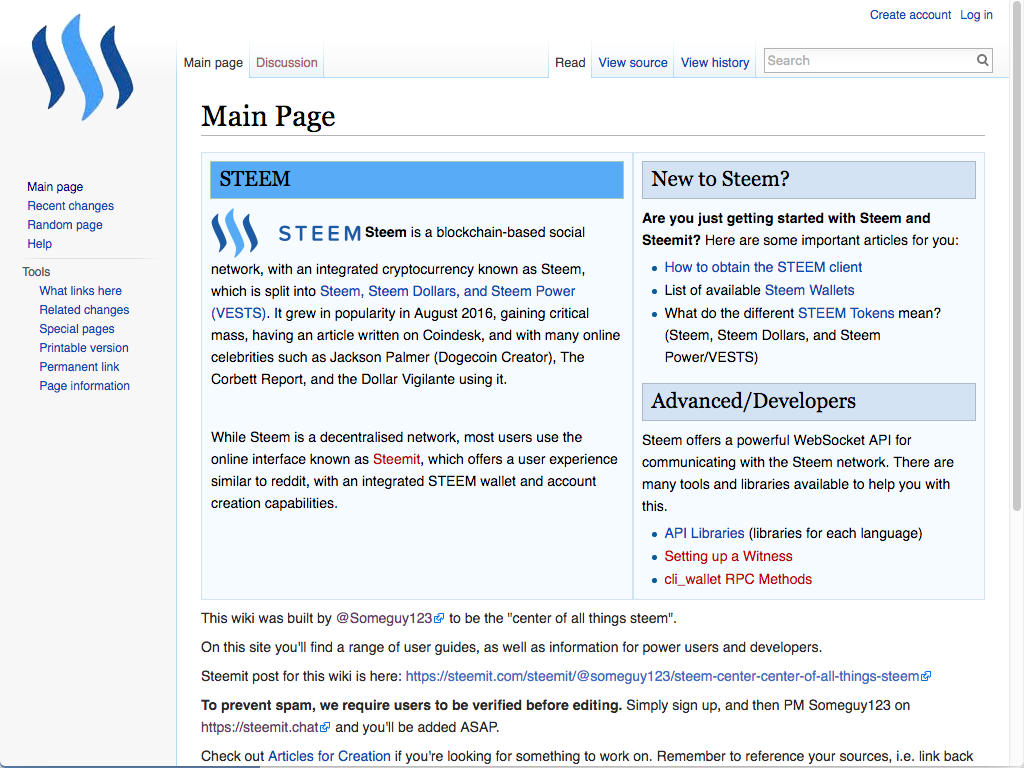 Create account Log in
Main page Discussion Read View source View history Search
Main Page
Main page
Recent changes
Random page
Help
Tools
What links here
Related changes
Special pages
Printable version
Permanent link
Page information
STEEM
STEEM Steem is a blockchain-based social
network, with an integrated cryptocurrency known as Steem,
which is split into Steem, Steem Dollars, and Steem Power
(VESTS). It grew in popularity in August 2016, gaining critical
mass, having an article written on Coindesk, and with many online
celebrities such as Jackson Palmer (Dogecoin Creator), The
Corbett Report, and the Dollar Vigilante using it.
While Steem is a decentralised network, most users use the
online interface known as Steemit, which offers a user experience
similar to reddit, with an integrated STEEM wallet and account
creation capabilities.
New to Steem?
Are you just getting started with Steem and
Steemit? Here are some important articles for you:
How to obtain the STEEM client
List of available Steem Wallets
What do the different STEEM Tokens mean?
(Steem, Steem Dollars, and Steem
Power/VESTS)
Advanced/Developers
Steem offers a powerful WebSocket API for
communicating with the Steem network. There are
many tools and libraries available to help you with
this.
API Libraries (libraries for each language)
Setting up a Witness
cli_wallet RPC Methods
This wiki was built by @Someguy123 to be the "center of all things steem".
On this site you'll find a range of user guides, as well as information for power users and developers.
Steemit post for this wiki is here: https://steemit.com/steemit/@someguy123/steem-center-center-of-all-things-steem
To prevent spam, we require users to be verified before editing. Simply sign up, and then PM Someguy123 on
https://steemit.chat and you'll be added ASAP.
Check out Articles for Creation if you're looking for something to work on. Remember to reference your sources, i.e. link back